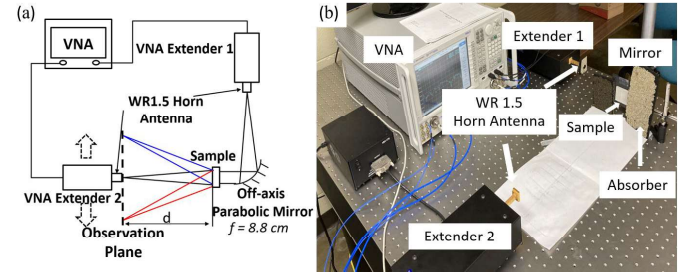 (a)
VNA
VNA Extender 1
WR1.5 Horn
Antenna
Sample
VNA Extender 2
Off-axis
Parabolic Mirror
f = 8.8 cm
d
Observation
Plane
(b)
VNA
Extender 1
Mirror
WR 1.5
Horn Antenna
Sample
Absorber
Extender 2